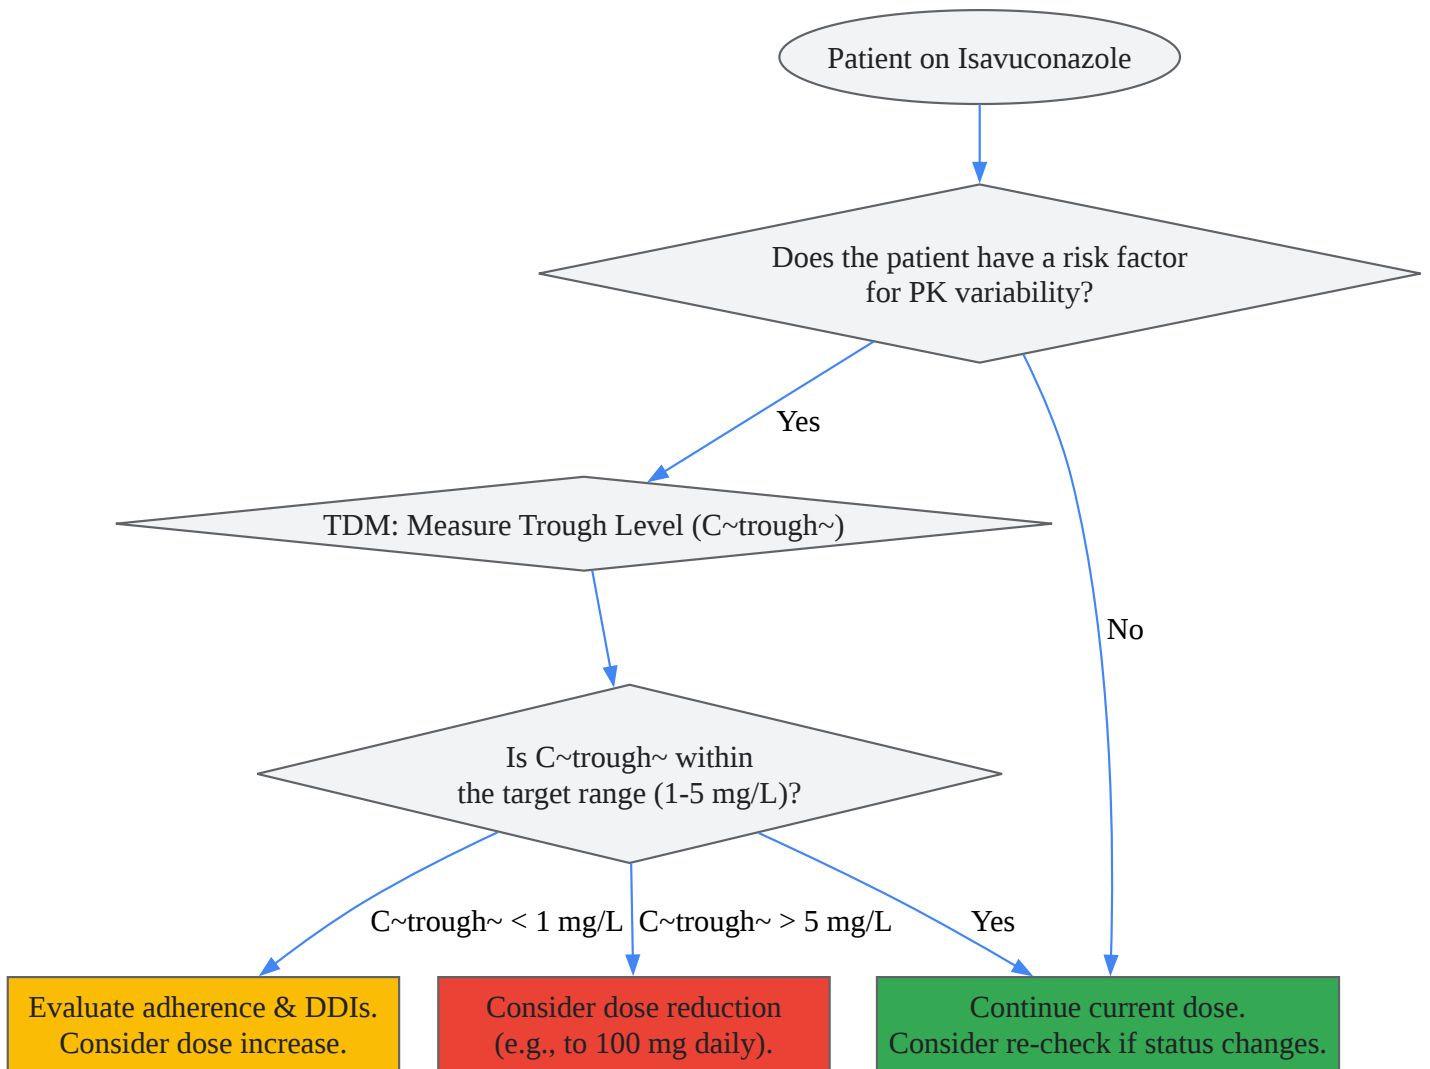 Patient on Isavuconazole
Does the patient have a risk factor
for PK variability?
Yes
TDM: Measure Trough Level (C~trough~)
No
Is C~trough~ within
the target range (1-5 mg/L)?
C~trough~ < 1 mg/L
C~trough~ > 5 mg/L
Yes
Evaluate adherence & DDIs.
Consider dose increase.
Consider dose reduction
(e.g., to 100 mg daily).
Continue current dose.
Consider re-check if status changes.